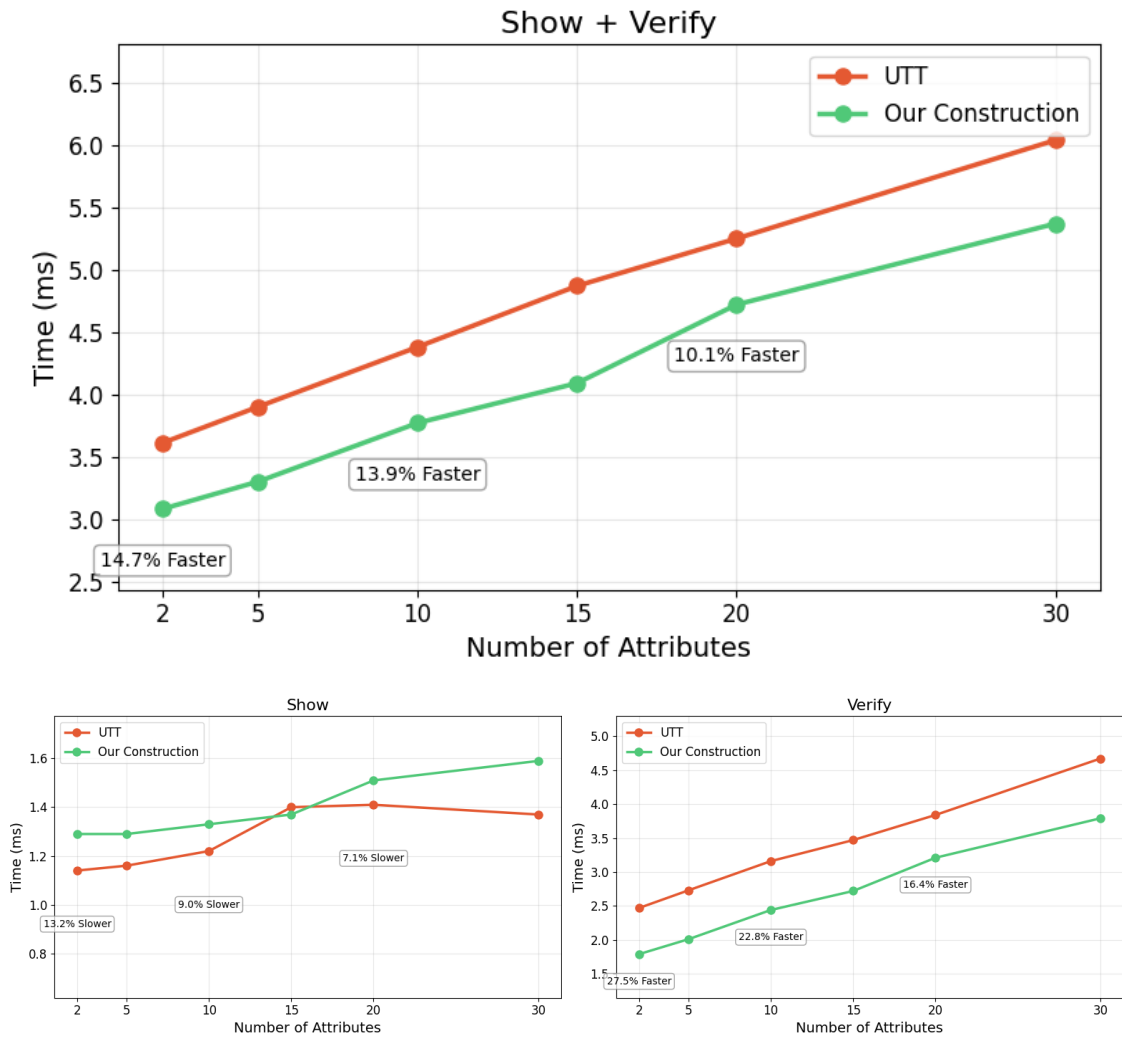 Show + Verify
UTT
Our Construction
6.5
6.0
5.5
5.0
4.5
4.0
3.5
3.0
2.5
Time (ms)
10.1% Faster
13.9% Faster
14.7% Faster
2 5 10 15 20 30
Number of Attributes
Show
UTT
Our Construction
1.6
1.4
1.2
1.0
0.8
Time (ms)
7.1% Slower
9.0% Slower
13.2% Slower
2 5 10 15 20 30
Number of Attributes
Verify
UTT
Our Construction
5.0
4.5
4.0
3.5
3.0
2.5
2.0
1.5
Time (ms)
16.4% Faster
22.8% Faster
27.5% Faster
2 5 10 15 20 30
Number of Attributes